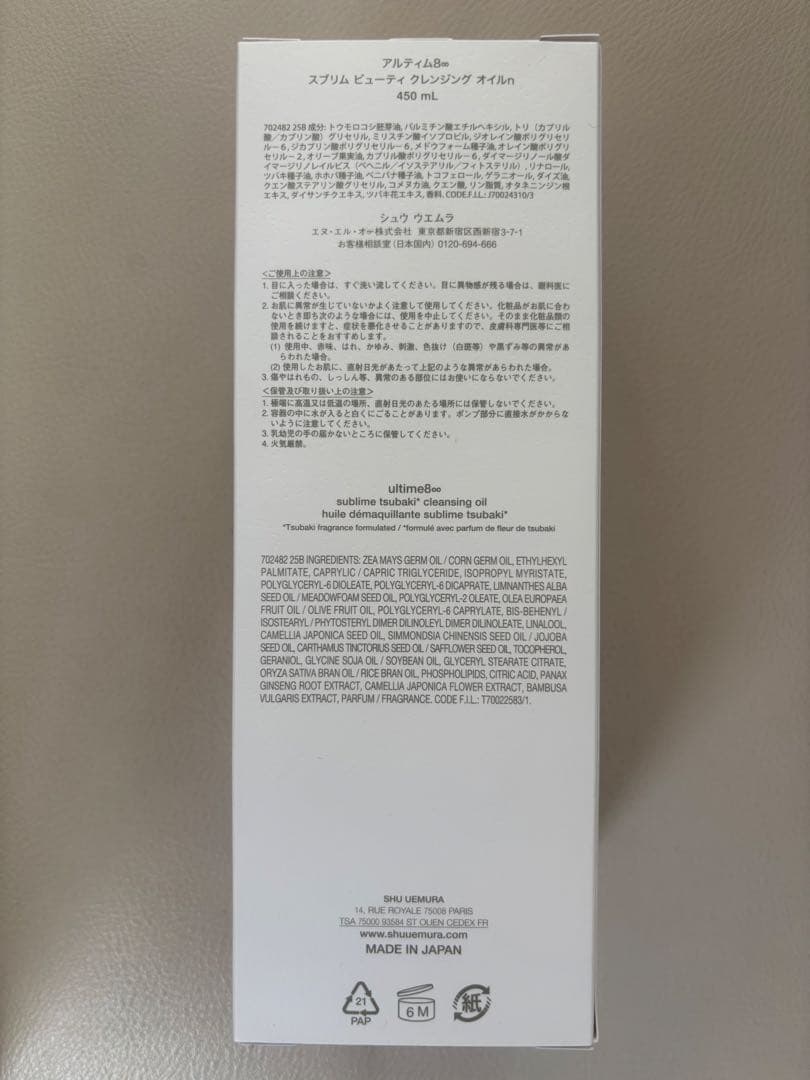 アルティム8∞
スブリム ビューティ クレンジング オイルn
450 mL
702482 25B 成分: トウモロコシ胚芽油, パルミチン酸エチルヘキシル, トリ（カプリル
酸／カプリン酸）グリセリル, ミリスチン酸イソプロピル, ジオレイン酸ポリグリセリ
ル－6, ジカプリン酸ポリグリセリル－6, メドウフォーム種子油, オレイン酸ポリグリ
セリル－2, オリーブ果実油, カプリル酸ポリグリセリル－6, ダイマージリノール酸ダ
イマージリノレイルビス（ベヘニル／イソステアリル／フィトステリル）, リナロール,
ツバキ種子油, ホホバ種子油, ベニバナ種子油, トコフェロール, ゲラニオール, ダイズ油,
クエン酸ステアリン酸グリセリル, コメヌカ油, クエン酸, リン脂質, オタネニンジン根
エキス, ダイサンチクエキス, ツバキ花エキス, 香料. CODE.F.I.L.: J70024310/3
シュウ ウエムラ
エヌ・エル・オー株式会社 東京都新宿区西新宿3-7-1
お客様相談室（日本国内）0120-694-666
<ご使用上の注意>
1. 目に入った場合は、すぐ洗い流してください。目に異物感が残る場合は、眼科医に
ご相談ください。
2. お肌に異常が生じていないかよく注意して使用してください。化粧品がお肌に合わ
ないとき即ち次のような場合には、使用を中止してください。そのまま化粧品類の
使用を続けますと、症状を悪化させることがありますので、皮膚科専門医等にご相
談されることをおすすめします。
(1) 使用中、赤味、はれ、かゆみ、刺激、色抜け（白斑等）や黒ずみ等の異常があ
らわれた場合。
(2) 使用したお肌に、直射日光があたって上記のような異常があらわれた場合。
3. 傷やはれもの、しっしん等、異常のある部位にはお使いにならないでください。
<保管及び取り扱い上の注意>
1. 極端に高温又は低温の場所、直射日光のあたる場所には保管しないでください。
2. 容器の中に水が入ると白くにごることがあります。ポンプ部分に直接水がかからな
いように注意してください。
3. 乳幼児の手の届かないところに保管してください。
4. 火気厳禁。
ultime8∞
sublime tsubaki* cleansing oil
huile démaquillante sublime tsubaki*
*Tsubaki fragrance formulated / *formulé avec parfum de fleur de tsubaki
702482 25B INGREDIENTS: ZEA MAYS GERM OIL / CORN GERM OIL, ETHYLHEXYL
PALMITATE, CAPRYLIC / CAPRIC TRIGLYCERIDE, ISOPROPYL MYRISTATE,
POLYGLYCERYL-6 DIOLEATE, POLYGLYCERYL-6 DICAPRATE, LIMNANTHES ALBA
SEED OIL / MEADOWFOAM SEED OIL, POLYGLYCERYL-2 OLEATE, OLEA EUROPAEA
FRUIT OIL / OLIVE FRUIT OIL, POLYGLYCERYL-6 CAPRYLATE, BIS-BEHENYL /
ISOSTEARYL / PHYTOSTERYL DIMER DILINOLEYL DIMER DILINOLEATE, LINALOOL,
CAMELLIA JAPONICA SEED OIL, SIMMONDSIA CHINENSIS SEED OIL / JOJOBA
SEED OIL, CARTHAMUS TINCTORIUS SEED OIL / SAFFLOWER SEED OIL, TOCOPHEROL,
GERANIOL, GLYCINE SOJA OIL / SOYBEAN OIL, GLYCERYL STEARATE CITRATE,
ORYZA SATIVA BRAN OIL / RICE BRAN OIL, PHOSPHOLIPIDS, CITRIC ACID, PANAX
GINSENG ROOT EXTRACT, CAMELLIA JAPONICA FLOWER EXTRACT, BAMBUSA
VULGARIS EXTRACT, PARFUM / FRAGRANCE. CODE F.I.L.: T70022583/1.
SHU UEMURA
14, RUE ROYALE 75008 PARIS
TSA 75000 93584 ST OUEN CEDEX FR
www.shuuemura.com
MADE IN JAPAN
21
PAP
6 M
紙